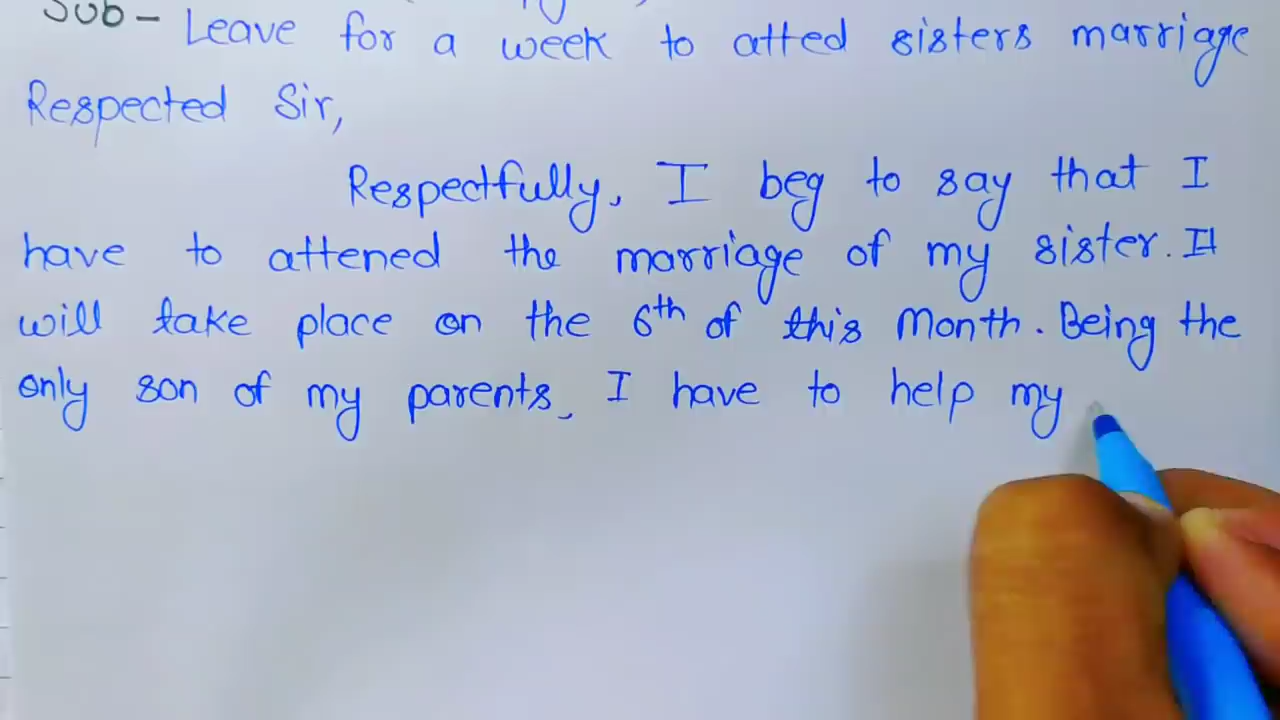 Sub- Leave for a week to atted sisters marriage
Respected Sir,
Respectfully, I beg to say that I
have to attened the marriage of my sister. It
will take place on the 6th of this Month. Being the
only son of my parents, I have to help my